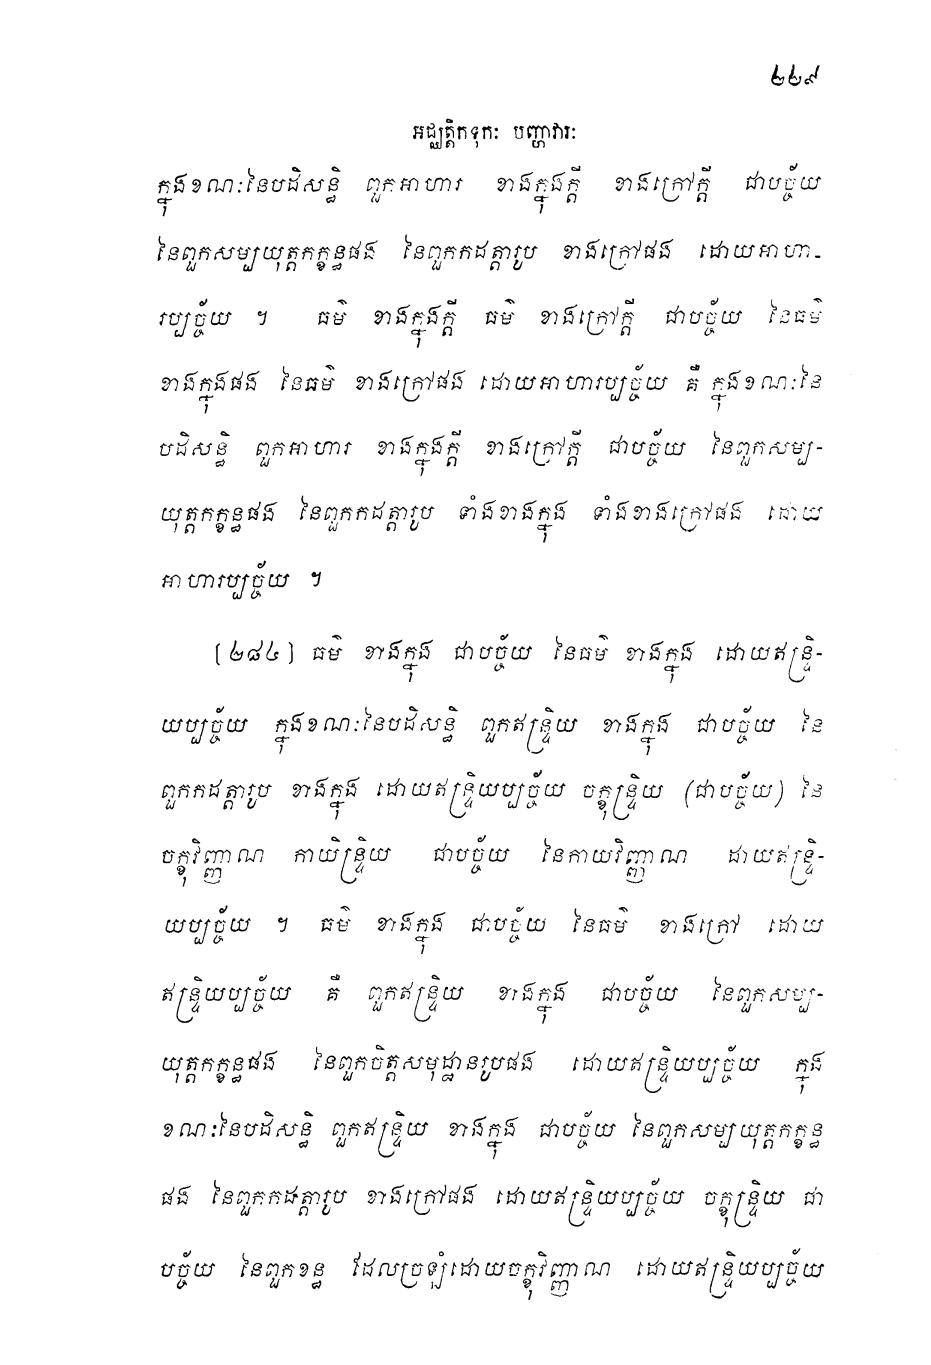 ២២៩
អជ្ឈត្តិកទុកៈ បញ្ហាវារៈ
ក្នុងខណៈនៃបដិសន្ធិ ពួកអាហារ ខាងក្នុងក្តី ខាងក្រៅក្តី ជាបច្ច័យ
នៃពួកសម្បយុត្តកក្ខន្ធផង នៃពួកកដត្តារូប ខាងក្រៅផង ដោយអាហា-
រប្បច្ច័យ ។ ធម៌ ខាងក្នុងក្តី ធម៌ ខាងក្រៅក្តី ជាបច្ច័យ នៃធម៌
ខាងក្នុងផង នៃធម៌ ខាងក្រៅផង ដោយអាហារប្បច្ច័យ គឺ ក្នុងខណៈនៃ
បដិសន្ធិ ពួកអាហារ ខាងក្នុងក្តី ខាងក្រៅក្តី ជាបច្ច័យ នៃពួកសម្ប-
យុត្តកក្ខន្ធផង នៃពួកកដត្តារូប ទាំងខាងក្នុង ទាំងខាងក្រៅផង ដោយ
អាហារប្បច្ច័យ ។
(២៨៤) ធម៌ ខាងក្នុង ជាបច្ច័យ នៃធម៌ ខាងក្នុង ដោយឥន្ទ្រិ-
យប្បច្ច័យ ក្នុងខណៈនៃបដិសន្ធិ ពួកឥន្ទ្រិយ ខាងក្នុង ជាបច្ច័យ នៃ
ពួកកដត្តារូប ខាងក្នុង ដោយឥន្ទ្រិយប្បច្ច័យ ចក្ខុន្ទ្រិយ (ជាបច្ច័យ) នៃ
ចក្ខុវិញ្ញាណ កាយិន្ទ្រិយ ជាបច្ច័យ នៃកាយវិញ្ញាណ ដាយឥន្ទ្រិ-
យប្បច្ច័យ ។ ធម៌ ខាងក្នុង ជាបច្ច័យ នៃធម៌ ខាងក្រៅ ដោយ
ឥន្ទ្រិយប្បច្ច័យ គឺ ពួកឥន្ទ្រិយ ខាងក្នុង ជាបច្ច័យ នៃពួកសម្ប-
យុត្តកក្ខន្ធផង នៃពួកចិត្តសមុដ្ឋានរូបផង ដោយឥន្ទ្រិយប្បច្ច័យ ក្នុង
ខណៈនៃបដិសន្ធិ ពួកឥន្ទ្រិយ ខាងក្នុង ជាបច្ច័យ នៃពួកសម្បយុត្តកក្ខន្ធ
ផង នៃពួកកដត្តារូប ខាងក្រៅផង ដោយឥន្ទ្រិយប្បច្ច័យ ចក្ខុន្ទ្រិយ ជា
បច្ច័យ នៃពួកខន្ធ ដែលច្រឡំដោយចក្ខុវិញ្ញាណ ដោយឥន្ទ្រិយប្បច្ច័យ